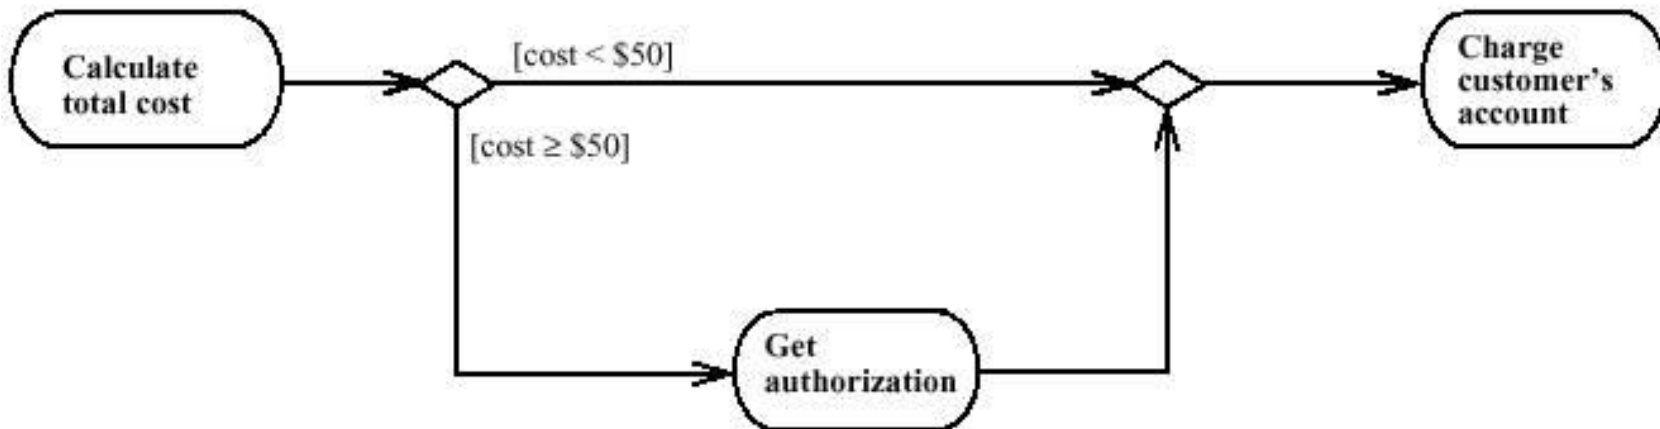 Calculate
total cost
[cost < $50]
[cost ≥ $50]
Get
authorization
Charge
customer's
account